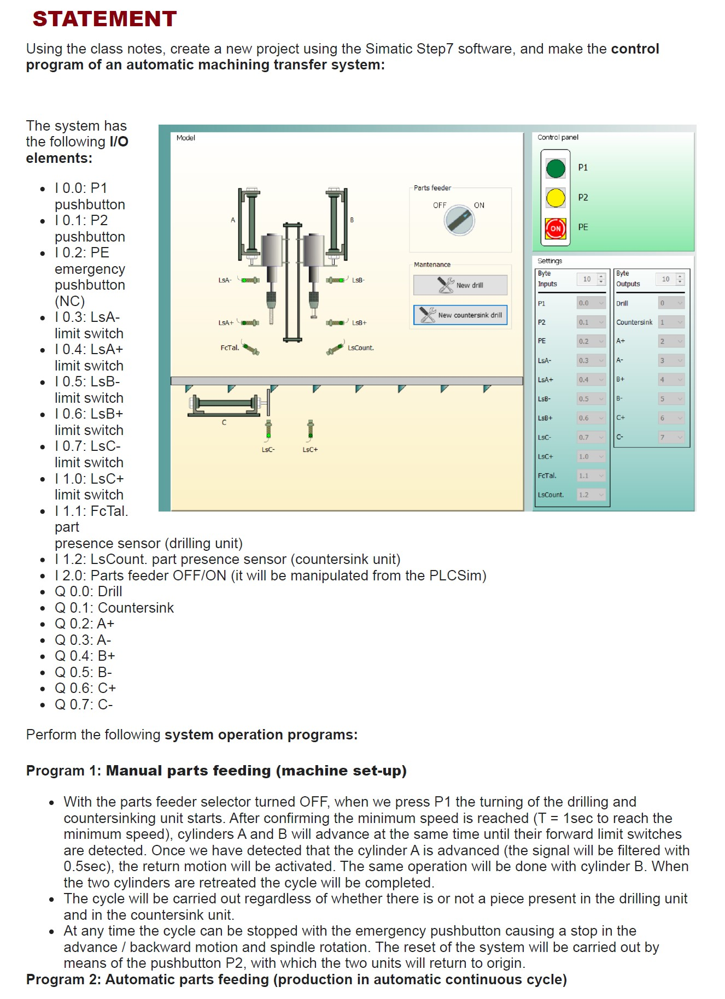 STATEMENT
Using the class notes, create a new project using the Simatic Step7 software, and make the control
program of an automatic machining transfer system:
The system has
the following I/O
elements:
• I 0.0: P1
pushbutton
• I 0.1: P2
pushbutton
• I 0.2: PE
emergency
pushbutton
(NC)
• I 0.3: LsA-
limit switch
• I 0.4: LsA+
limit switch
• I 0.5: LsB-
limit switch
• I 0.6: LsB+
limit switch
• I 0.7: LsC-
limit switch
• I 1.0: LsC+
limit switch
• I 1.1: FcTal.
part
presence sensor (drilling unit)
• I 1.2: LsCount. part presence sensor (countersink unit)
• I 2.0: Parts feeder OFF/ON (it will be manipulated from the PLCSim)
• Q 0.0: Drill
• Q 0.1: Countersink
• Q 0.2: A+
• Q 0.3: A-
• Q 0.4: B+
• Q 0.5: B-
• Q 0.6: C+
• Q 0.7: C-
Model
A
B
LsA-
LsB-
LsA+
LsB+
FcTal.
LsCount.
C
LsC-
LsC+
Parts feeder
OFF
ON
Mantenance
New drill
New countersink drill
Control panel
P1
P2
ON
PE
Settings
Byte
Inputs
10
P1 0.0
P2 0.1
PE 0.2
LsA- 0.3
LsA+ 0.4
LsB- 0.5
LsB+ 0.6
LsC- 0.7
LsC+ 1.0
FcTal. 1.1
LsCount. 1.2
Byte
Outputs
10
Drill 0
Countersink 1
A+ 2
A- 3
B+ 4
B- 5
C+ 6
C- 7
Perform the following system operation programs:
Program 1: Manual parts feeding (machine set-up)
• With the parts feeder selector turned OFF, when we press P1 the turning of the drilling and
countersinking unit starts. After confirming the minimum speed is reached (T = 1sec to reach the
minimum speed), cylinders A and B will advance at the same time until their forward limit switches
are detected. Once we have detected that the cylinder A is advanced (the signal will be filtered with
0.5sec), the return motion will be activated. The same operation will be done with cylinder B. When
the two cylinders are retreated the cycle will be completed.
• The cycle will be carried out regardless of whether there is or not a piece present in the drilling unit
and in the countersink unit.
• At any time the cycle can be stopped with the emergency pushbutton causing a stop in the
advance / backward motion and spindle rotation. The reset of the system will be carried out by
means of the pushbutton P2, with which the two units will return to origin.
Program 2: Automatic parts feeding (production in automatic continuous cycle)